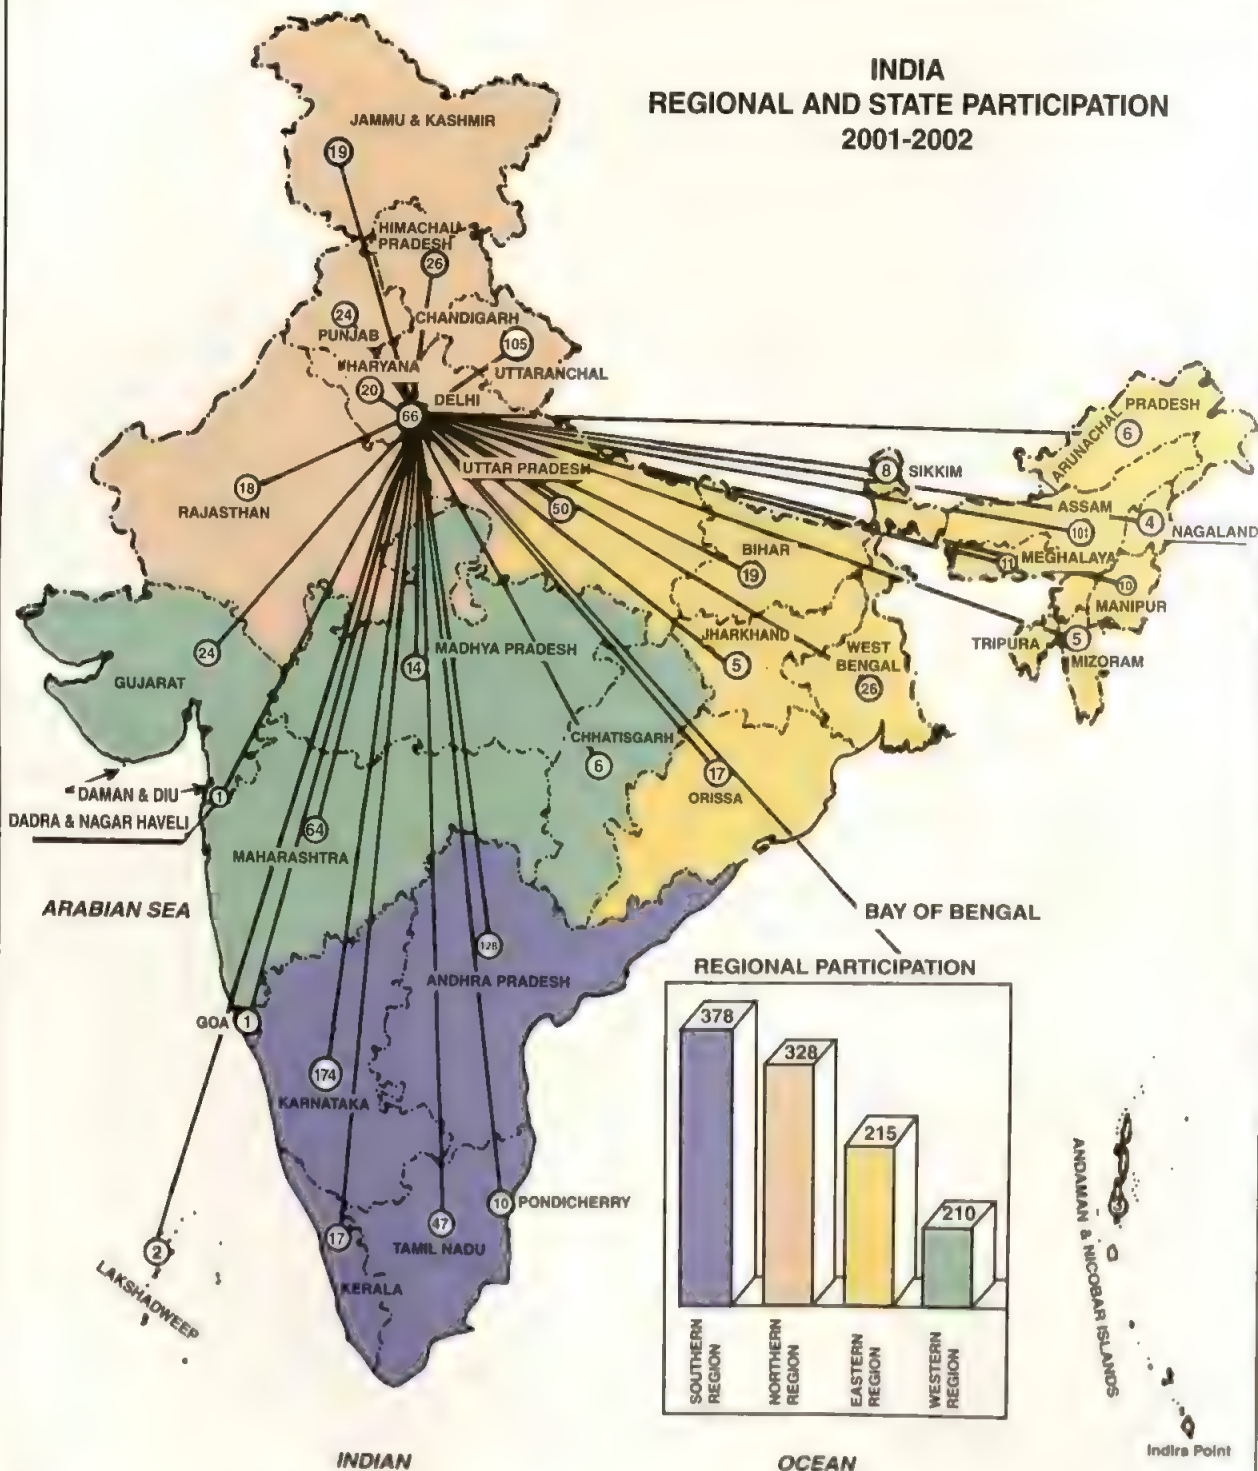 INDIA
REGIONAL AND STATE PARTICIPATION
2001-2002
JAMMU & KASHMIR
19
HIMACHAL
PRADESH
26
24
PUNJAB
CHANDIGARH
105
UTTARANCHAL
HARYANA
20
DELHI
66
ARUNACHAL PRADESH
6
UTTAR PRADESH
50
8
SIKKIM
18
RAJASTHAN
ASSAM
4
NAGALAND
BIHAR
19
11
MEGHALAYA
10
MANIPUR
24
GUJARAT
14
MADHYA PRADESH
JHARKHAND
5
WEST
BENGAL
26
TRIPURA
5
MIZORAM
CHHATISGARH
6
17
ORISSA
DAMAN & DIU
1
DADRA & NAGAR HAVELI
64
MAHARASHTRA
ARABIAN SEA
BAY OF BENGAL
128
ANDHRA PRADESH
GOA
1
174
KARNATAKA
10
PONDICHERRY
17
KERALA
47
TAMIL NADU
2
LAKSHADWEEP
REGIONAL PARTICIPATION
378
328
215
210
SOUTHERN
REGION
NORTHERN
REGION
EASTERN
REGION
WESTERN
REGION
3
ANDAMAN & NICOBAR ISLANDS
Indira Point
INDIAN
OCEAN